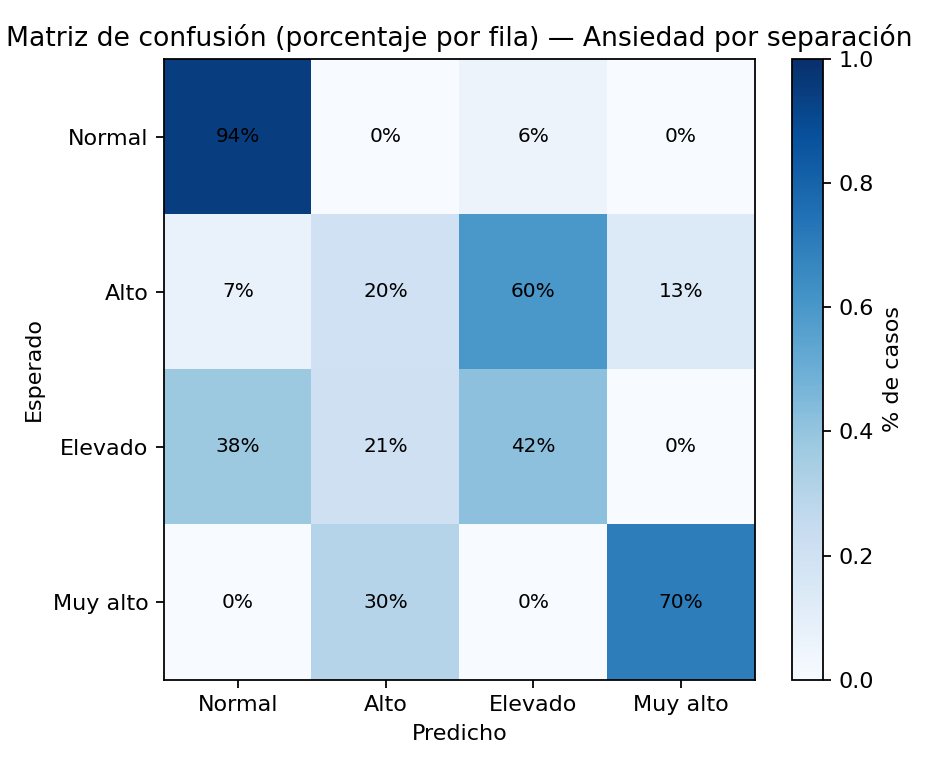 Matriz de confusión (porcentaje por fila) — Ansiedad por separación
Normal 94% 0% 6% 0%
Alto 7% 20% 60% 13%
Elevado 38% 21% 42% 0%
Muy alto 0% 30% 0% 70%
Normal Alto Elevado Muy alto
Predicho
Esperado
1.0
0.8
0.6
0.4
0.2
0.0
% de casos